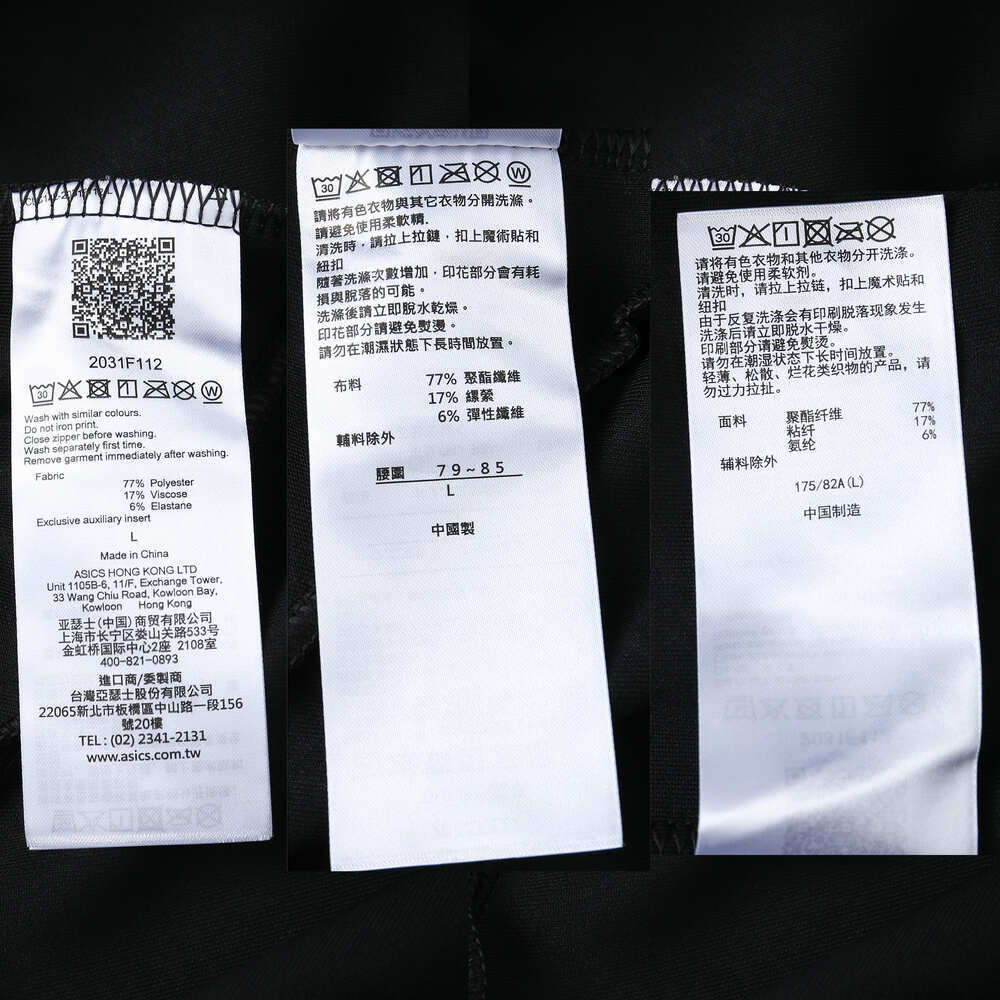 2031F112
30
W
Wash with similar colours.
Do not iron print.
Close zipper before washing.
Wash separately first time.
Remove garment immediately after washing.
Fabric
77% Polyester
17% Viscose
6% Elastane
Exclusive auxiliary insert
L
Made in China
ASICS HONG KONG LTD
Unit 1105B-6, 11/F, Exchange Tower,
33 Wang Chiu Road, Kowloon Bay,
Kowloon Hong Kong
亚瑟士(中国)商贸有限公司
上海市长宁区娄山关路533号
金虹桥国际中心2座 2108室
400-821-0893
進口商/委製商
台灣亞瑟士股份有限公司
22065新北市板橋區中山路一段156
號20樓
TEL : (02) 2341-2131
www.asics.com.tw
30
W
請將有色衣物與其它衣物分開洗滌。
請避免使用柔軟精.
清洗時，請拉上拉鏈，扣上魔術貼和
紐扣
隨著洗滌次數增加，印花部分會有耗
損與脫落的可能。
洗滌後請立即脫水乾燥。
印花部分請避免熨燙。
請勿在潮濕狀態下長時間放置。
布料 77% 聚酯纖維
17% 縲縈
6% 彈性纖維
輔料除外
腰圍 79~85
L
中國製
30
请将有色衣物和其他衣物分开洗涤.
请避免使用柔软剂.
清洗时，请拉上拉链，扣上魔术贴和
纽扣
由于反复洗涤会有印刷脱落现象发生
洗涤后请立即脱水干燥。
印刷部分请避免熨烫。
请勿在潮湿状态下长时间放置。
轻薄、松散、烂花类织物的产品，请
勿过力拉扯。
面料 聚酯纤维 77%
粘纤 17%
氨纶 6%
辅料除外
175/82A(L)
中国制造